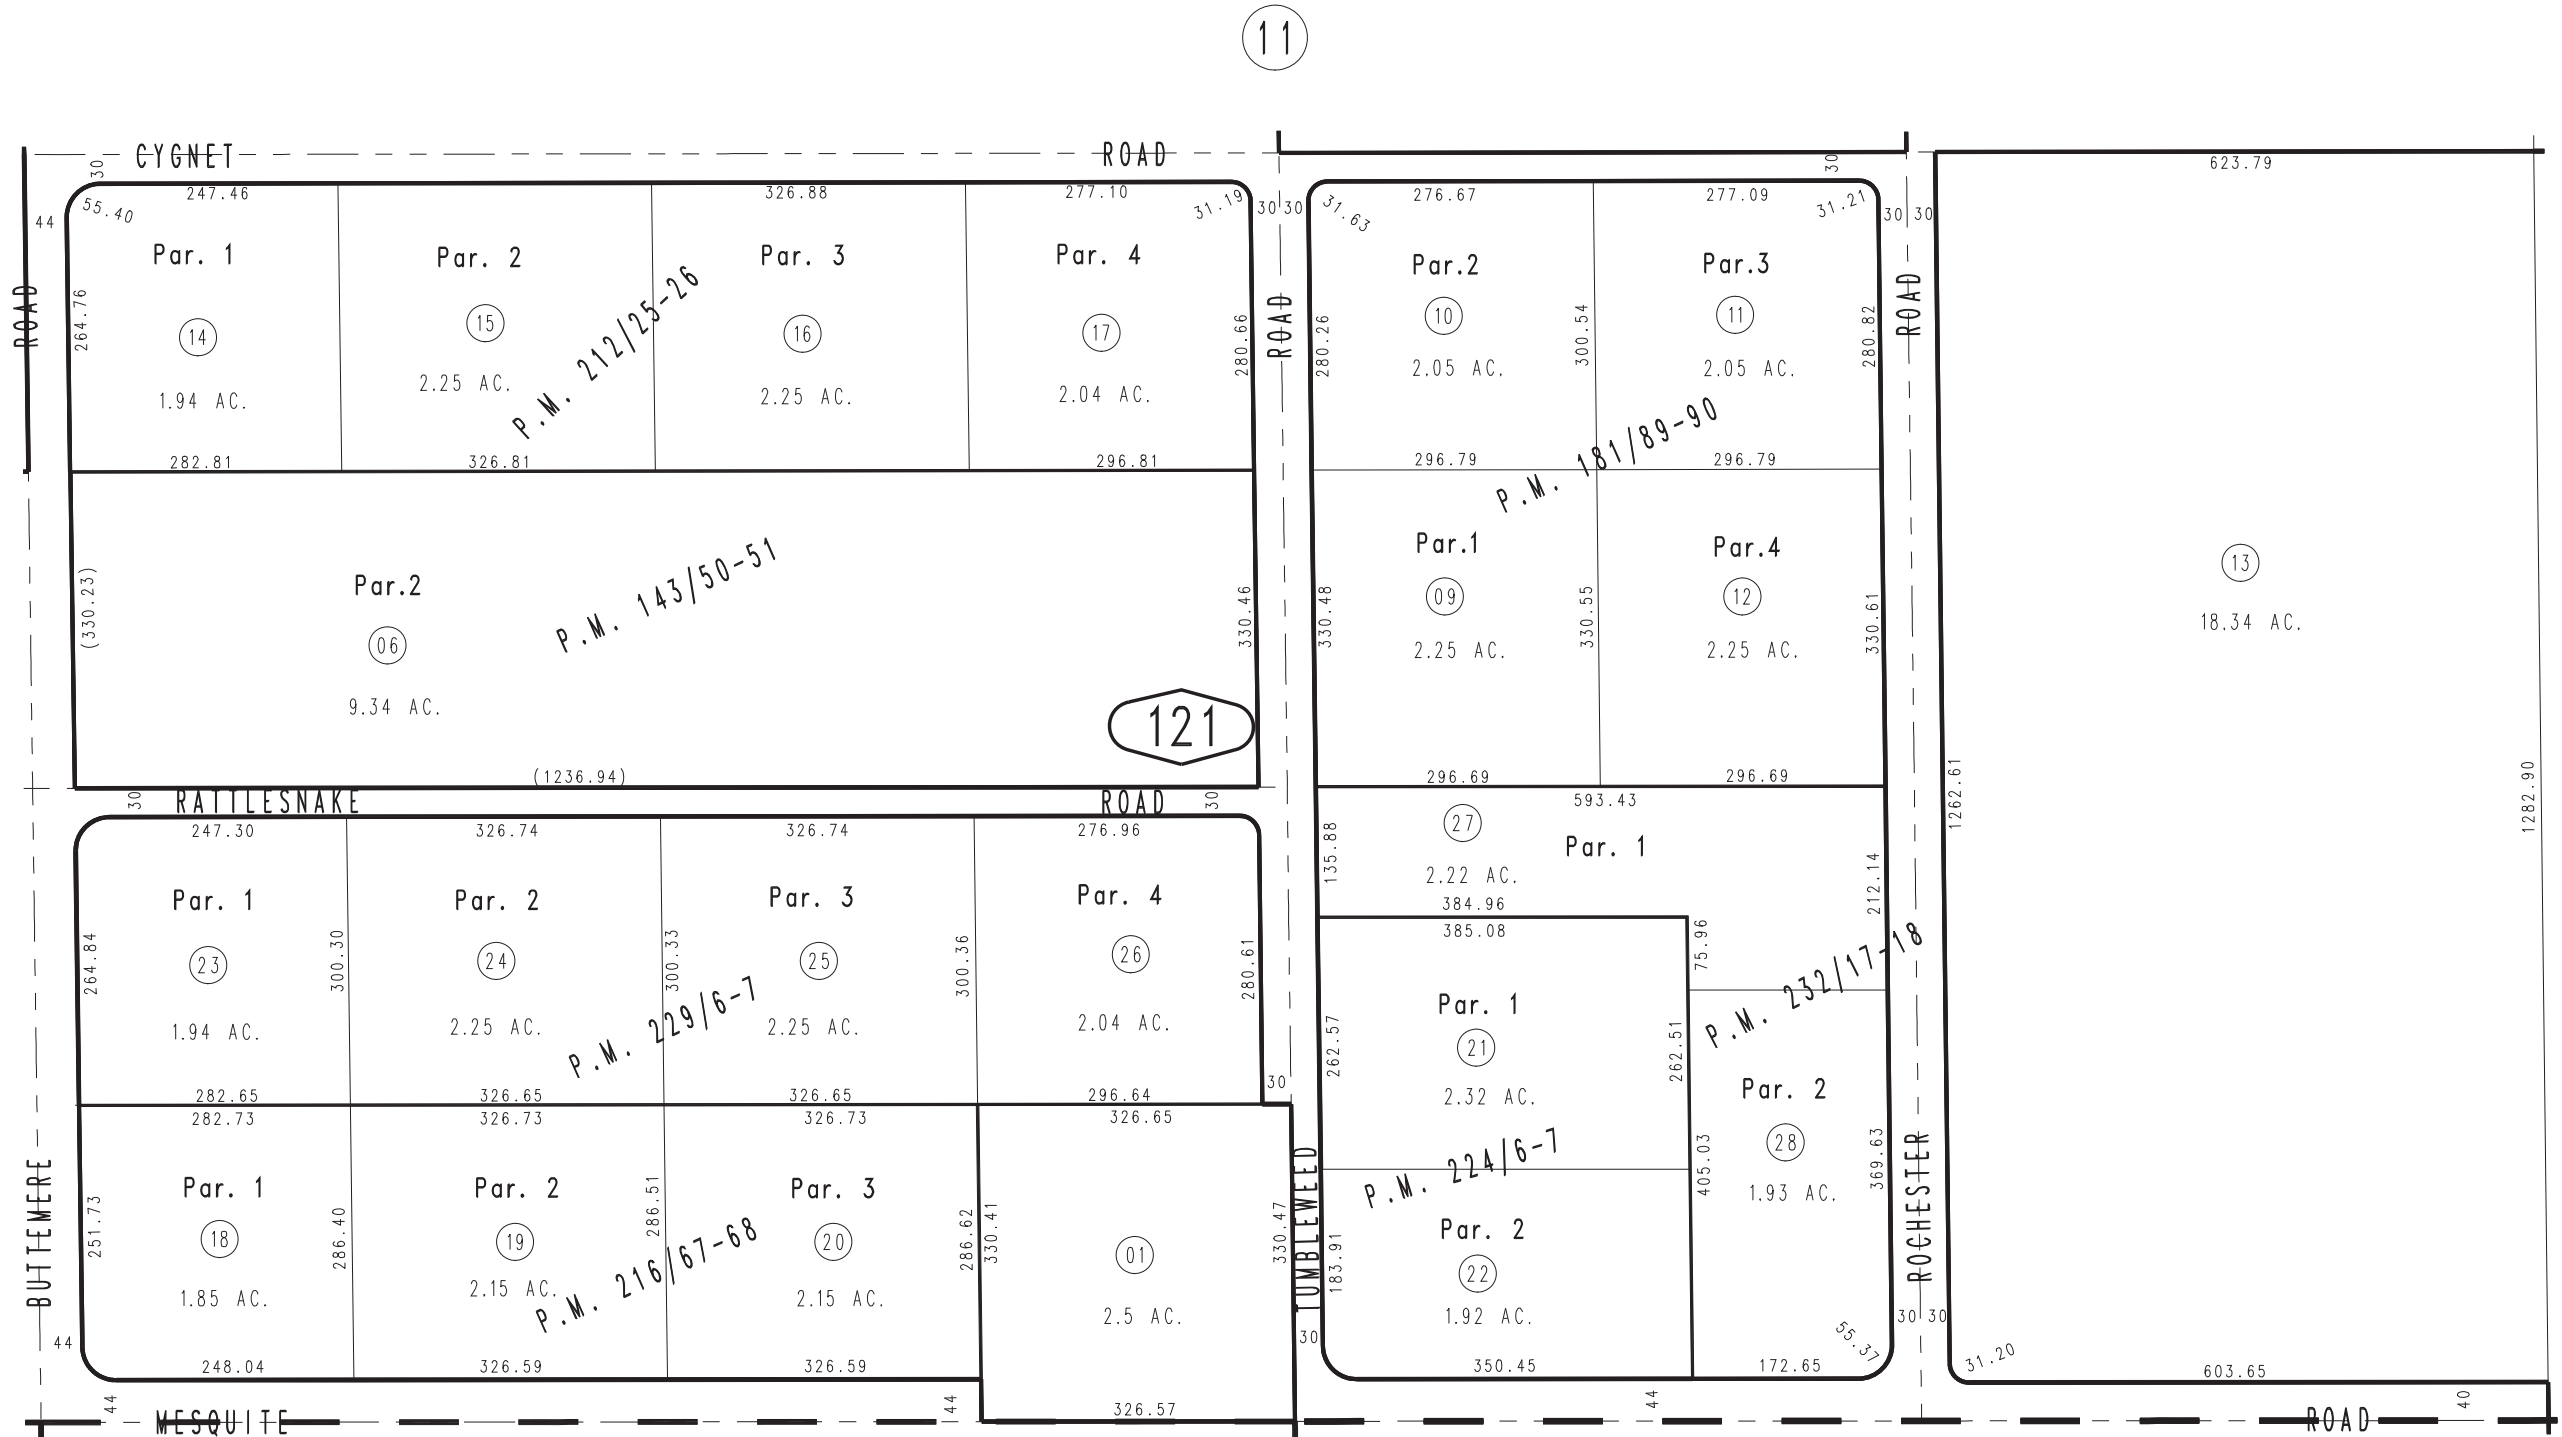 11
CYGNET ROAD
30
30
623.79
247.46
326.88
277.10
276.67
277.09
55.40
31.19
30 30
31.63
31.21
30 30
44
Par. 1
Par. 2
Par. 3
Par. 4
Par.2
Par.3
ROAD
264.76
14
15
16
17
280.66
ROAD
280.26
10
300.54
11
280.82
ROAD
1.94 AC.
2.25 AC.
2.25 AC.
2.04 AC.
2.05 AC.
2.05 AC.
P.M. 212/25-26
P.M. 181/89-90
282.81
326.81
296.81
296.79
296.79
Par.2
(330.23)
06
9.34 AC.
P.M. 143/50-51
330.46
121
(1236.94)
Par.1
Par.4
330.48
09
330.55
12
330.61
2.25 AC.
2.25 AC.
13
18.34 AC.
296.69
296.69
1262.61
1282.90
30
RATTLESNAKE ROAD
30
593.43
247.30
326.74
326.74
276.96
27
Par. 1
135.88
2.22 AC.
212.14
384.96
Par. 1
Par. 2
Par. 3
Par. 4
264.84
23
300.30
24
300.33
25
300.36
26
280.61
1.94 AC.
2.25 AC.
2.25 AC.
2.04 AC.
P.M. 229/6-7
385.08
75.96
P.M. 232/17-18
Par. 1
262.57
21
262.51
2.32 AC.
282.65
326.65
326.65
296.64
30
282.73
326.73
326.73
326.65
Par. 2
28
405.03
369.63
1.93 AC.
P.M. 224/6-7
BUTTEMERE
Par. 1
Par. 2
Par. 3
251.73
18
286.40
19
286.51
20
286.62
330.41
01
330.47
TUMBLEWEED
ROCHESTER
1.85 AC.
2.15 AC.
2.15 AC.
2.5 AC.
P.M. 216/67-68
Par. 2
183.91
22
1.92 AC.
44
30
55.37
30 30
31.20
248.04
326.59
326.59
350.45
172.65
603.65
44
44
326.57
44
40
MESQUITE ROAD